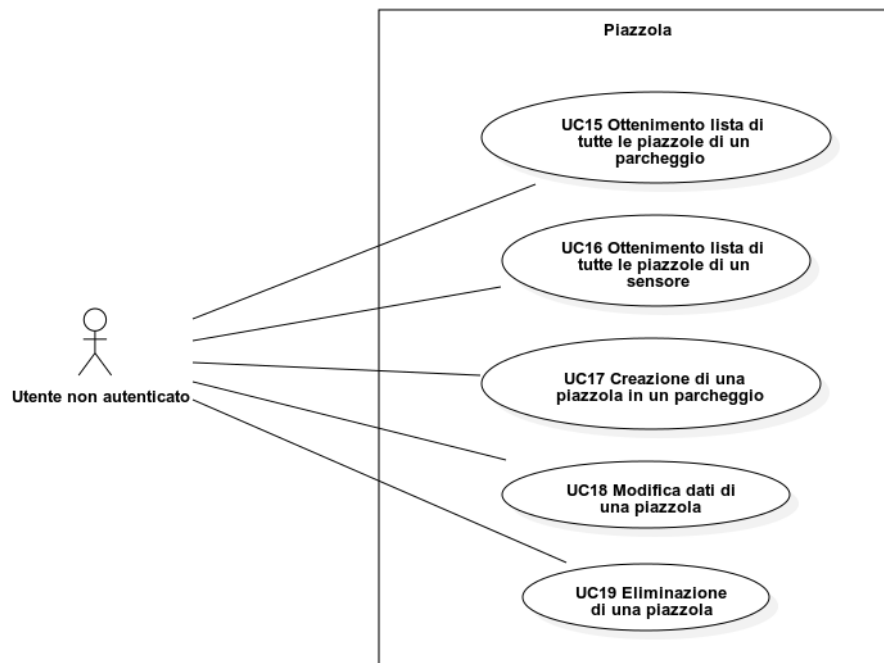 Piazzola
UC15 Ottenimento lista di
tutte le piazzole di un
parcheggio
UC16 Ottenimento lista di
tutte le piazzole di un
sensore
Utente non autenticato
UC17 Creazione di una
piazzola in un parcheggio
UC18 Modifica dati di
una piazzola
UC19 Eliminazione
di una piazzola